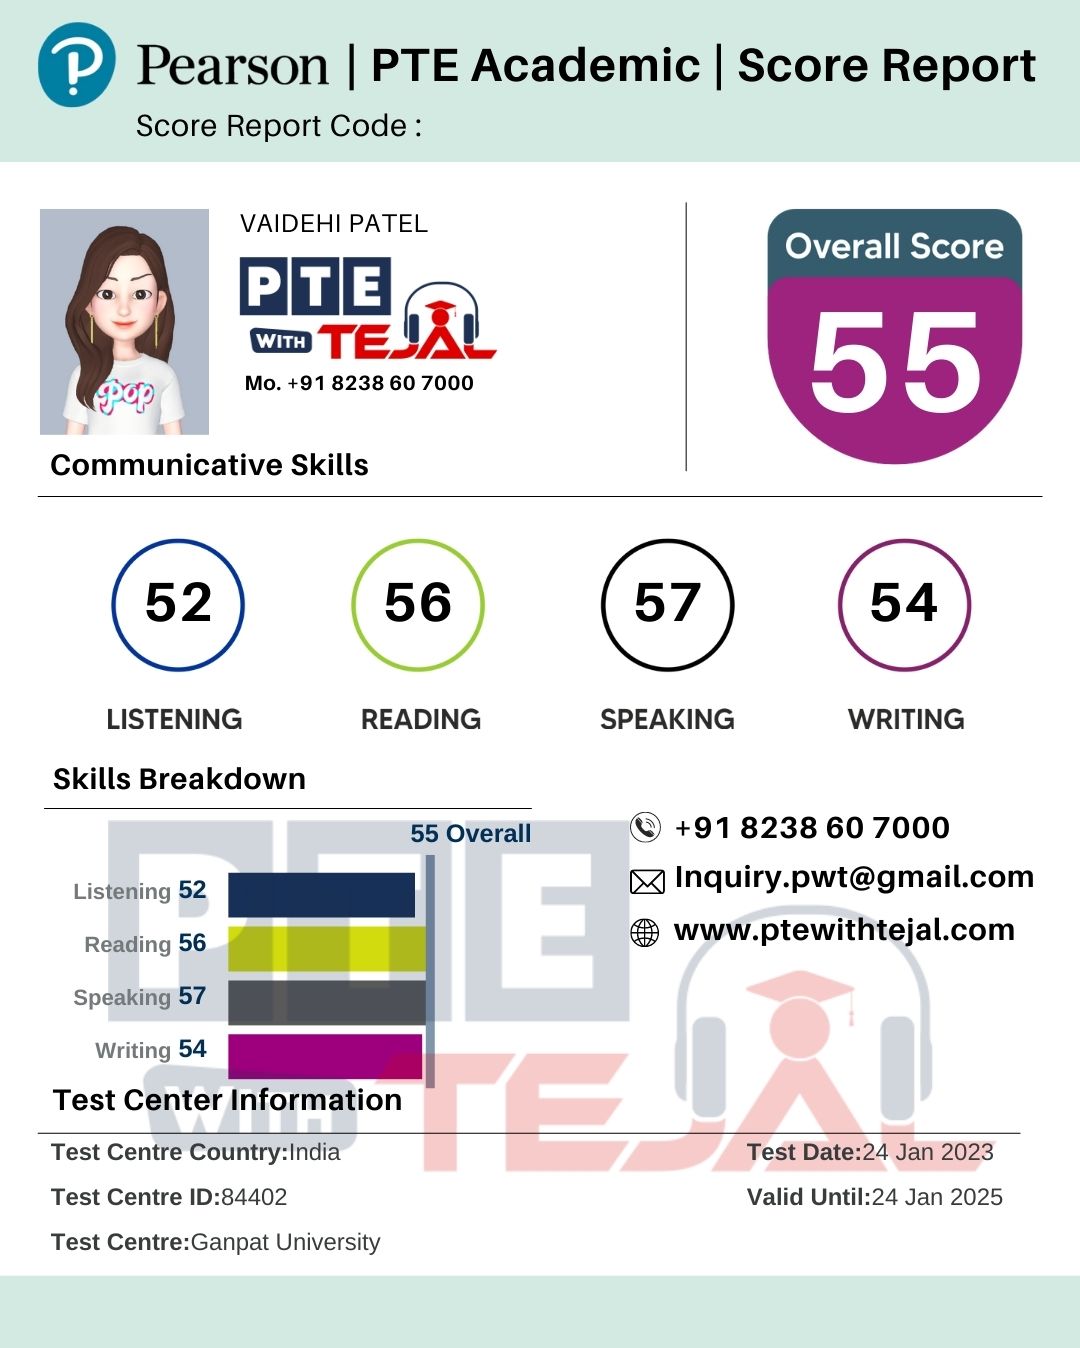 Pearson | PTE Academic | Score Report
Score Report Code :
VAIDEHI PATEL
PTE
WITH TEJAL
Mo. +91 8238 60 7000
Overall Score
55
Pop
Communicative Skills
52 56 57 54
LISTENING READING SPEAKING WRITING
Skills Breakdown
55 Overall
Listening 52
Reading 56
Speaking 57
Writing 54
+91 8238 60 7000
Inquiry.pwt@gmail.com
www.ptewithtejal.com
PTE
WITH TEJAL
Test Center Information
Test Centre Country:India
Test Date:24 Jan 2023
Test Centre ID:84402
Valid Until:24 Jan 2025
Test Centre:Ganpat University